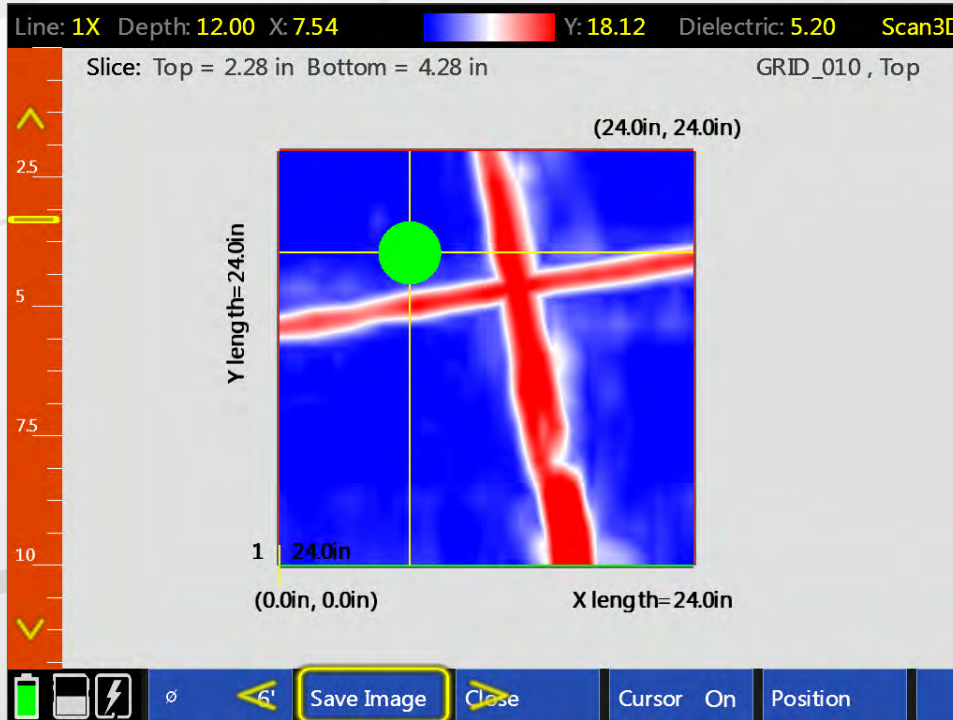 Line: 1X Depth: 12.00 X: 7.54 Y: 18.12 Dielectric: 5.20 Scan3D
Slice: Top = 2.28 in Bottom = 4.28 in GRID_010 , Top
(24.0in, 24.0in)
2.5
Y length=24.0in
5
7.5
10
1 24.0in
(0.0in, 0.0in) X length=24.0in
ø 6' Save Image Close Cursor On Position